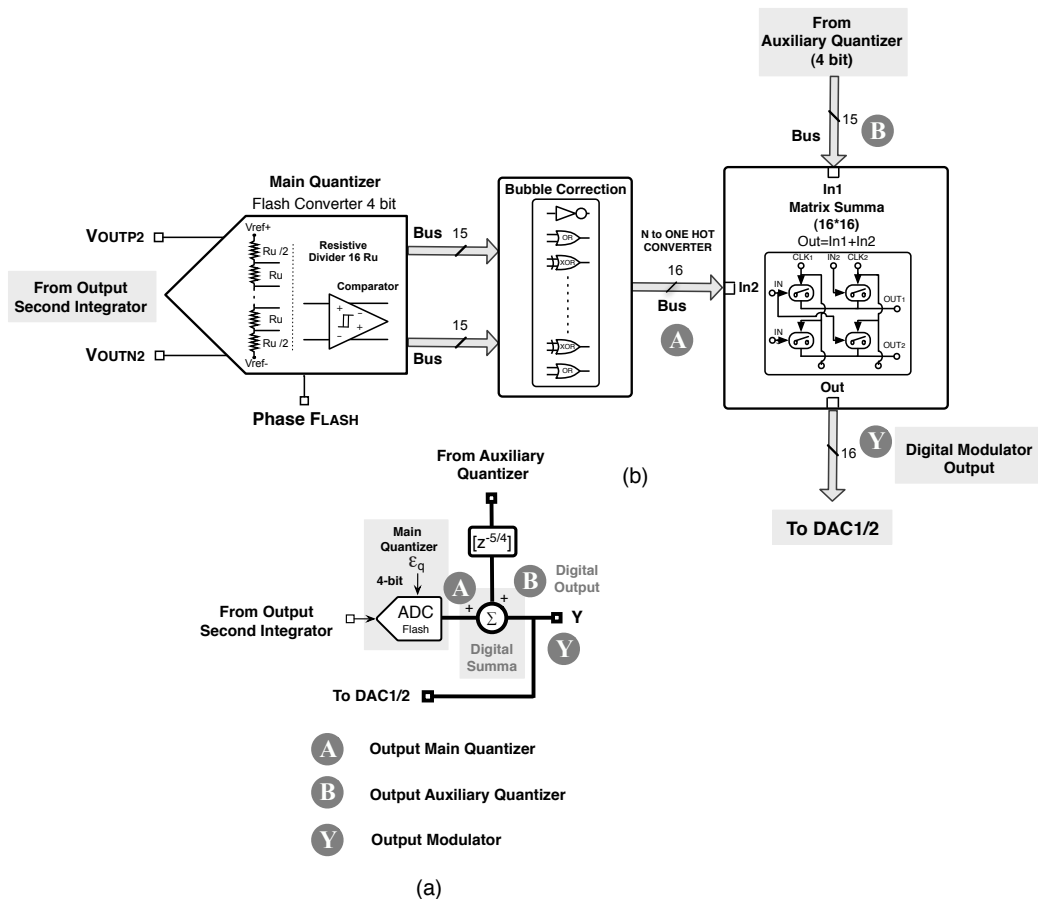 From
Auxiliary Quantizer
(4 bit)
15
B
Bus
Main Quantizer
Flash Converter 4 bit
Vref+
Ru /2
Ru
Ru
Ru /2
Vref-
Resistive
Divider 16 Ru
Comparator
+
-
-
+
VOUTP2
From Output
Second Integrator
VOUTN2
Phase FLASH
Bus
15
15
Bus
Bubble Correction
OR
XOR
XOR
OR
N to ONE HOT
CONVERTER
16
Bus
A
In1
Matrix Summa
(16*16)
Out=In1+In2
In2
CLK1
IN2
CLK2
IN
OUT1
IN
OUT2
Out
16
Y
Digital Modulator
Output
To DAC1/2
(b)
From Auxiliary
Quantizer
[z-5/4]
Main
Quantizer
εq
4-bit
A
B
Digital
Output
From Output
Second Integrator
ADC
Flash
+
+
Σ
Y
Y
Digital
Summa
To DAC1/2
A Output Main Quantizer
B Output Auxiliary Quantizer
Y Output Modulator
(a)